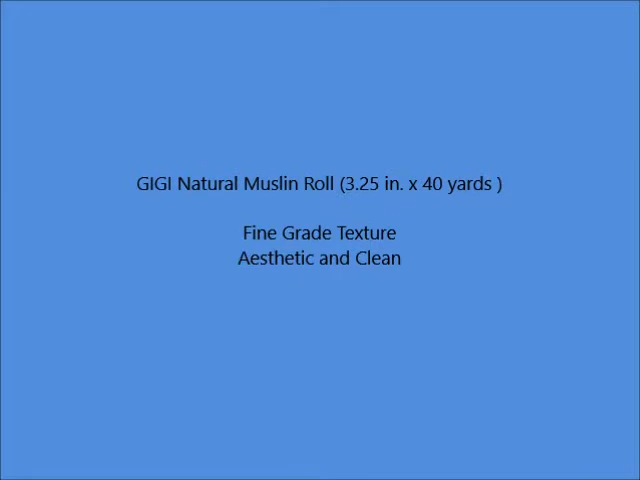 GIGI Natural Muslin Roll (3.25 in. x 40 yards )
Fine Grade Texture
Aesthetic and Clean